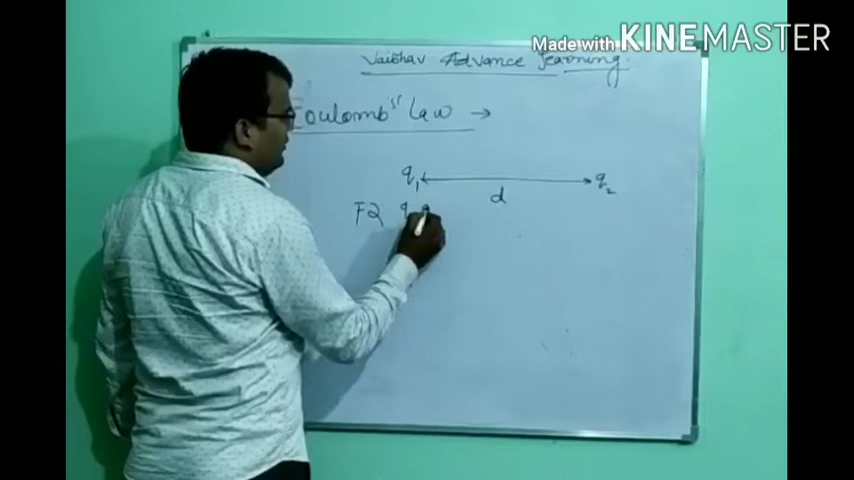 Made with KINEMASTER
Vaibhav Advance Learning
Coulomb's Law →
q₁ q₂
d
F α q q